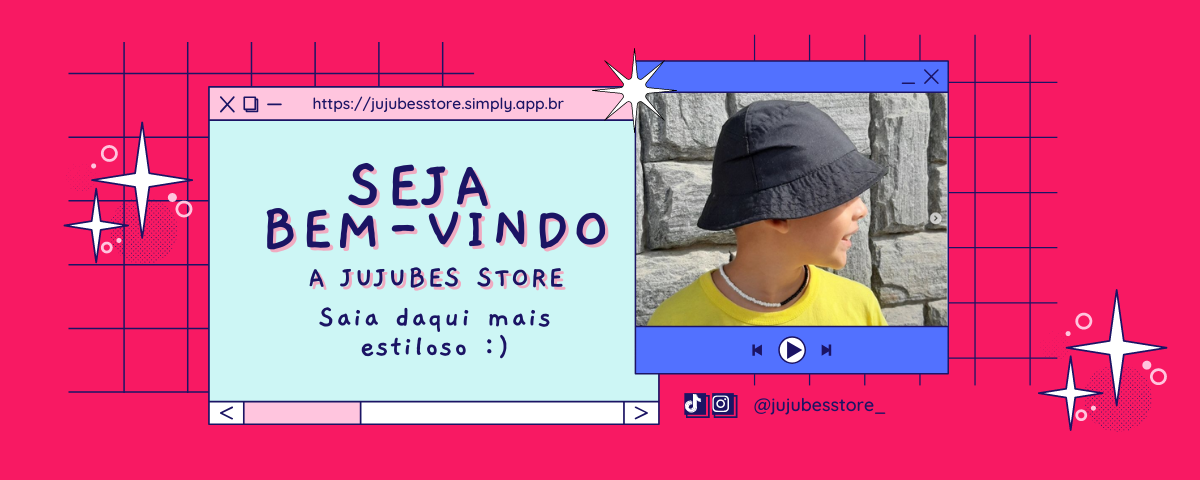 https://jujubesstore.simply.app.br
SEJA
BEM-VINDO
A JUJUBES STORE
Saia daqui mais
estiloso :)
@jujubesstore_